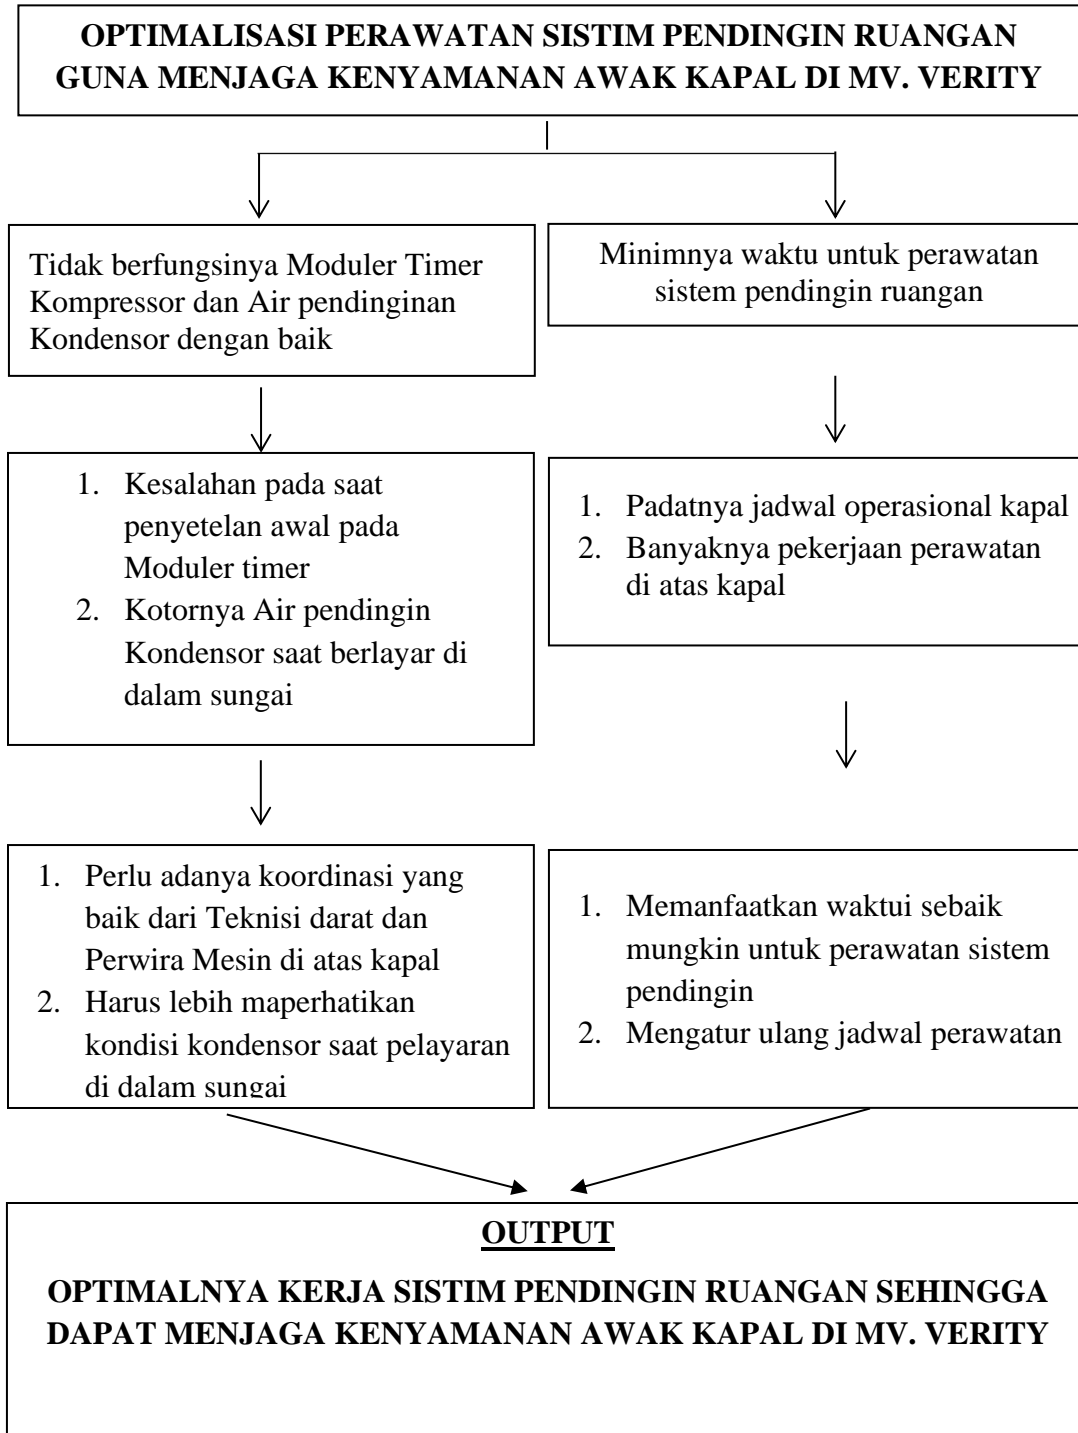 OPTIMALISASI PERAWATAN SISTIM PENDINGIN RUANGAN
GUNA MENJAGA KENYAMANAN AWAK KAPAL DI MV. VERITY
Tidak berfungsinya Moduler Timer
Kompressor dan Air pendinginan
Kondensor dengan baik
Minimnya waktu untuk perawatan
sistem pendingin ruangan
1. Kesalahan pada saat
penyetelan awal pada
Moduler timer
2. Kotornya Air pendingin
Kondensor saat berlayar di
dalam sungai
1. Padatnya jadwal operasional kapal
2. Banyaknya pekerjaan perawatan
di atas kapal
1. Perlu adanya koordinasi yang
baik dari Teknisi darat dan
Perwira Mesin di atas kapal
2. Harus lebih maperhatikan
kondisi kondensor saat pelayaran
di dalam sungai
1. Memanfaatkan waktui sebaik
mungkin untuk perawatan sistem
pendingin
2. Mengatur ulang jadwal perawatan
OUTPUT
OPTIMALNYA KERJA SISTIM PENDINGIN RUANGAN SEHINGGA
DAPAT MENJAGA KENYAMANAN AWAK KAPAL DI MV. VERITY